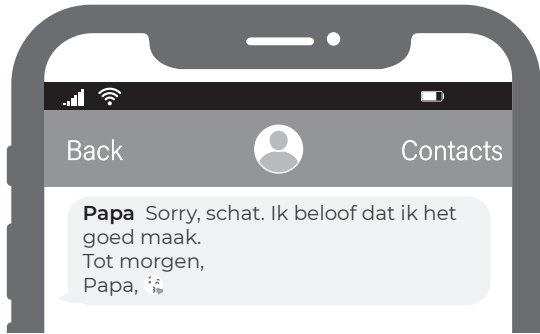 Back Contacts
Papa Sorry, schat. Ik beloof dat ik het
goed maak.
Tot morgen,
Papa, 😘